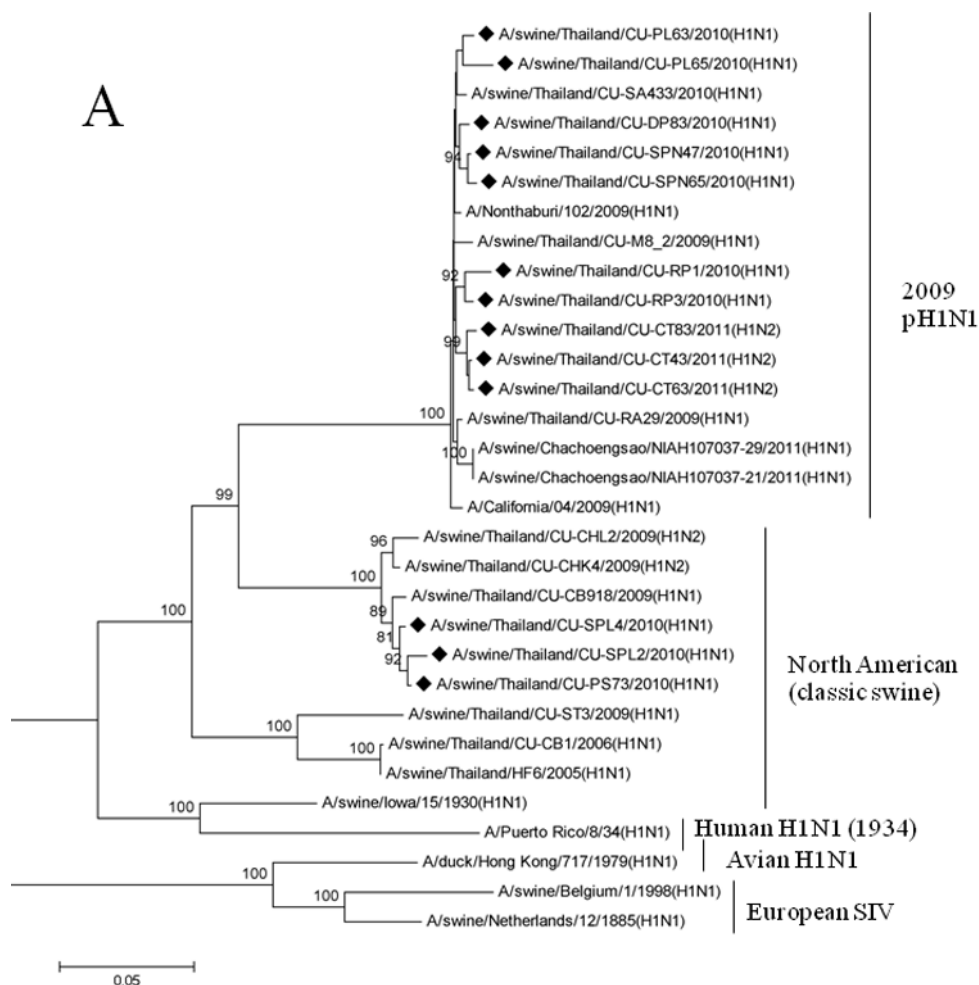 A
A/swine/Thailand/CU-PL63/2010(H1N1)
A/swine/Thailand/CU-PL65/2010(H1N1)
A/swine/Thailand/CU-SA433/2010(H1N1)
A/swine/Thailand/CU-DP83/2010(H1N1)
94
A/swine/Thailand/CU-SPN47/2010(H1N1)
A/swine/Thailand/CU-SPN65/2010(H1N1)
A/Nonthaburi/102/2009(H1N1)
A/swine/Thailand/CU-M8_2/2009(H1N1)
92
A/swine/Thailand/CU-RP1/2010(H1N1)
A/swine/Thailand/CU-RP3/2010(H1N1)
2009
pH1N1
A/swine/Thailand/CU-CT83/2011(H1N2)
99
A/swine/Thailand/CU-CT43/2011(H1N2)
A/swine/Thailand/CU-CT63/2011(H1N2)
100
A/swine/Thailand/CU-RA29/2009(H1N1)
100
A/swine/Chachoengsao/NIAH107037-29/2011(H1N1)
A/swine/Chachoengsao/NIAH107037-21/2011(H1N1)
99
A/California/04/2009(H1N1)
96
A/swine/Thailand/CU-CHL2/2009(H1N2)
100
A/swine/Thailand/CU-CHK4/2009(H1N2)
A/swine/Thailand/CU-CB918/2009(H1N1)
100
89
A/swine/Thailand/CU-SPL4/2010(H1N1)
81
A/swine/Thailand/CU-SPL2/2010(H1N1)
92
A/swine/Thailand/CU-PS73/2010(H1N1)
North American
(classic swine)
A/swine/Thailand/CU-ST3/2009(H1N1)
100
100
A/swine/Thailand/CU-CB1/2006(H1N1)
A/swine/Thailand/HF6/2005(H1N1)
A/swine/Iowa/15/1930(H1N1)
100
A/Puerto Rico/8/34(H1N1)
Human H1N1 (1934)
A/duck/Hong Kong/717/1979(H1N1)
Avian H1N1
100
A/swine/Belgium/1/1998(H1N1)
100
A/swine/Netherlands/12/1885(H1N1)
European SIV
0.05